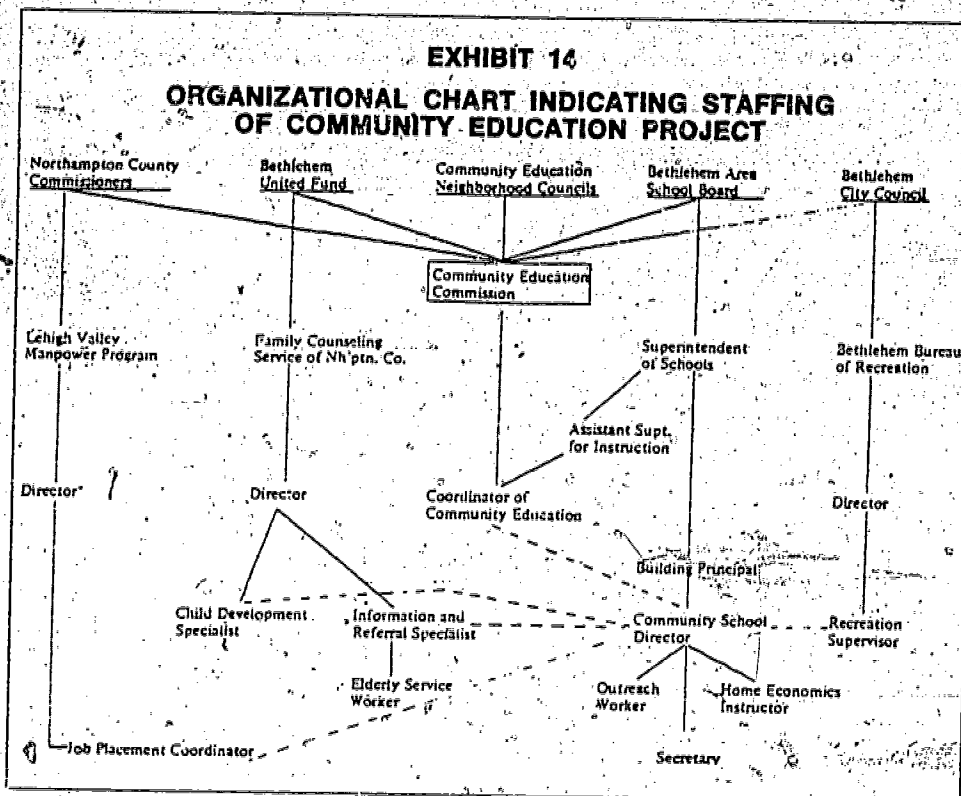 EXHIBIT 14
ORGANIZATIONAL CHART INDICATING STAFFING
OF COMMUNITY EDUCATION PROJECT
Northampton County
Commissioners
Bethlehem
United Fund
Community Education
Neighborhood Councils
Bethlehem Area
School Board
Bethlehem
City Council
Community Education
Commission
Lehigh Valley
Manpower Program
Family Counseling
Service of Nh'ptn. Co.
Superintendent
of Schools
Bethlehem Bureau
of Recreation
Assistant Supt.
for Instruction
Director
Director
Coordinator of
Community Education
Director
Building Principal
Child Development
Specialist
Information and
Referral Specialist
Community School
Director
Recreation
Supervisor
Elderly Service
Worker
Outreach
Worker
Home Economics
Instructor
Job Placement Coordinator
Secretary